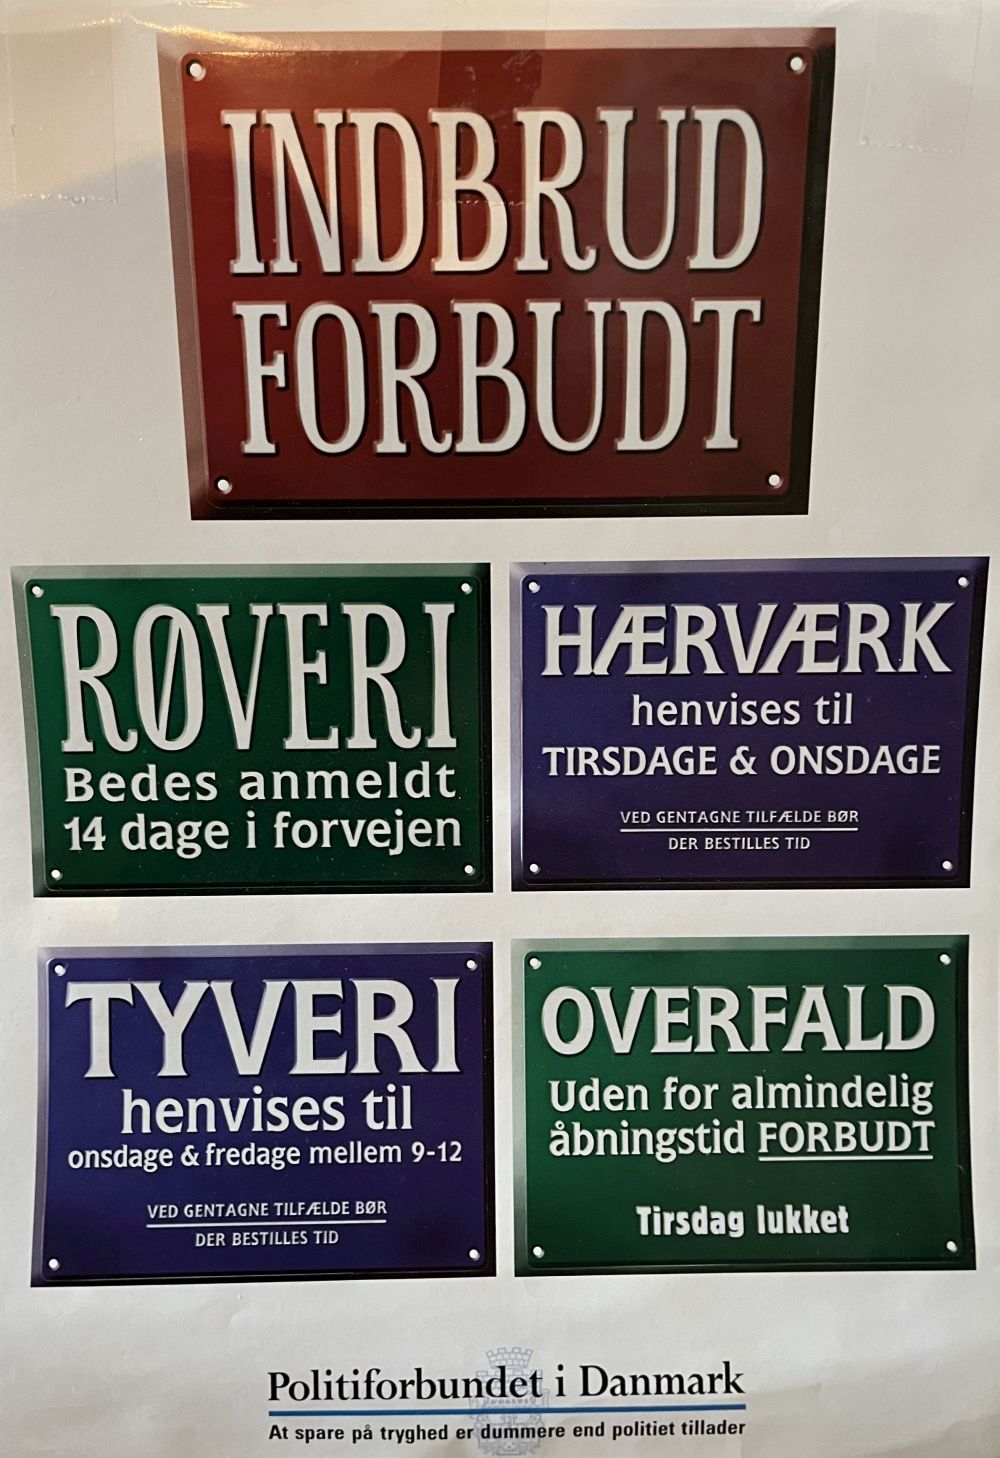 INDBRUD
FORBUDT
RØVERI
Bedes anmeldt
14 dage i forvejen
HÆRVÆRK
henvises til
TIRSDAGE & ONSDAGE
VED GENTAGNE TILFÆLDE BØR
DER BESTILLES TID
TYVERI
henvises til
onsdage & fredage mellem 9-12
VED GENTAGNE TILFÆLDE BØR
DER BESTILLES TID
OVERFALD
Uden for almindelig
åbningstid FORBUDT
Tirsdag lukket
Politiforbundet i Danmark
At spare på tryghed er dummere end politiet tillader